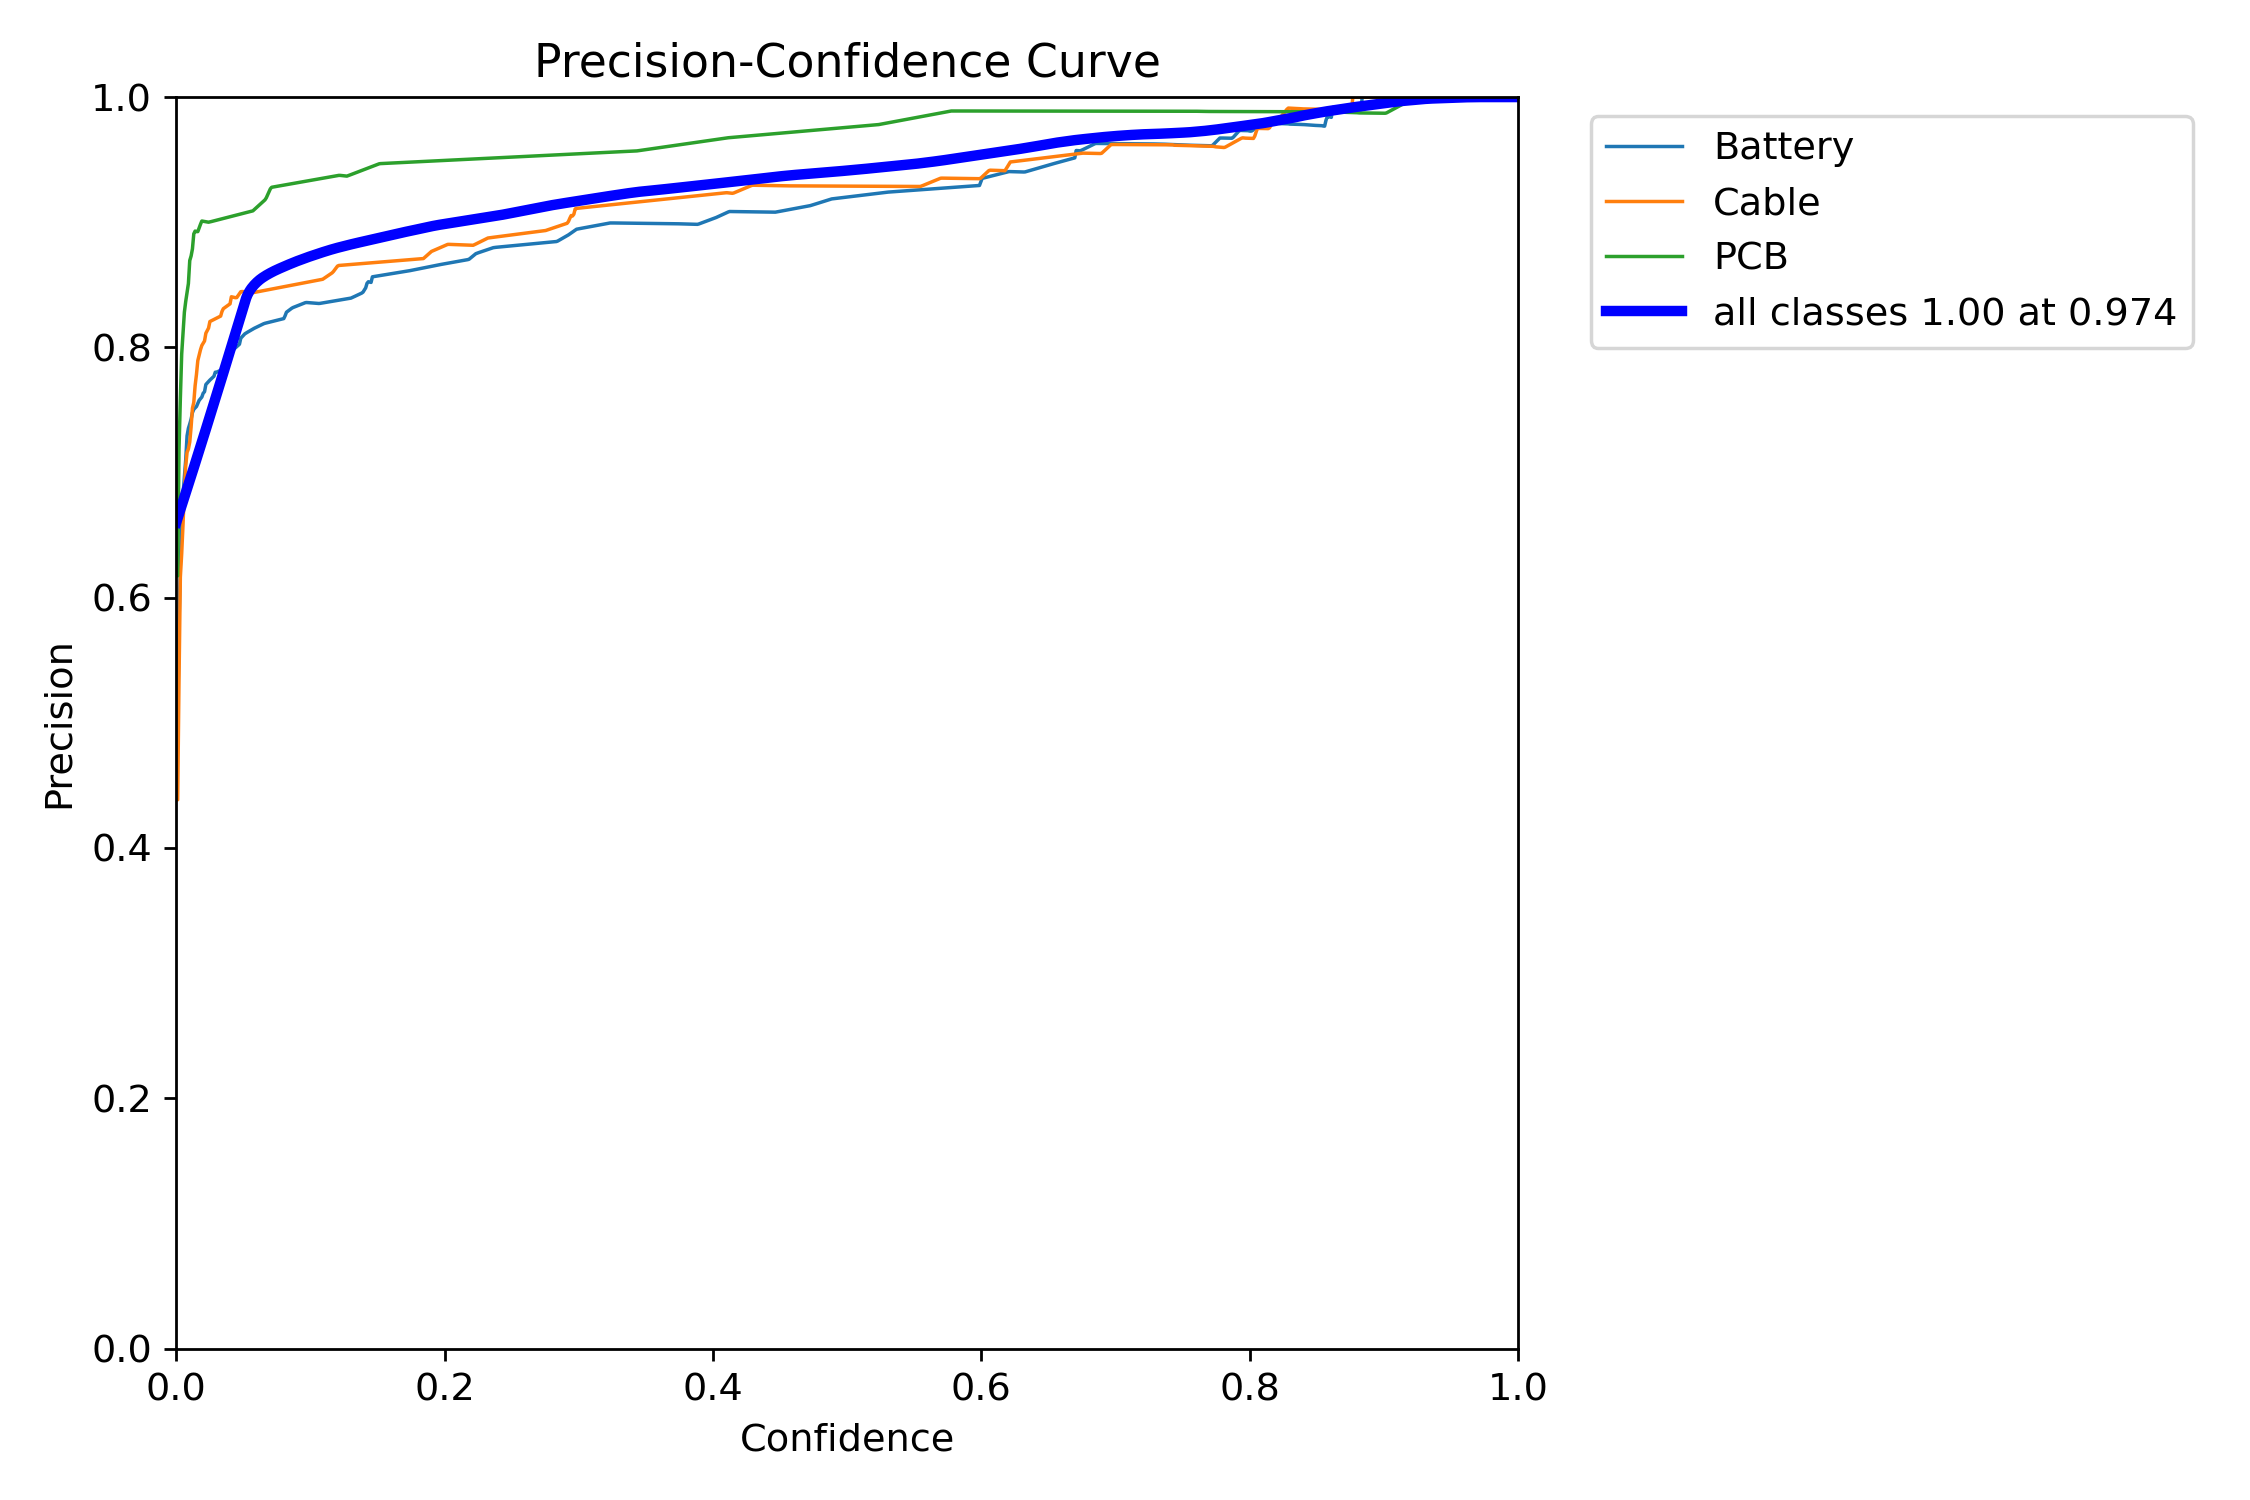 Precision-Confidence Curve
1.0
0.8
0.6
0.4
0.2
0.0
Precision
0.0 0.2 0.4 0.6 0.8 1.0
Confidence
Battery
Cable
PCB
all classes 1.00 at 0.974